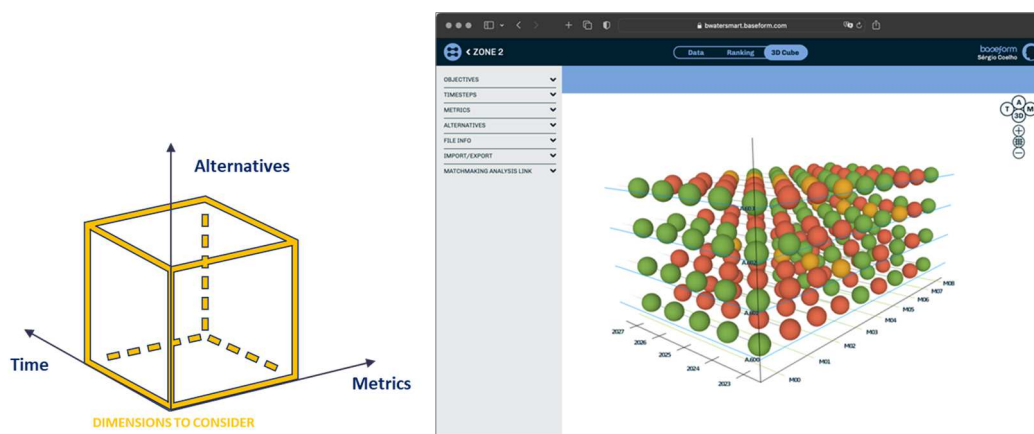 Alternatives
Time
Metrics
DIMENSIONS TO CONSIDER
bwatersmart.baseform.com
ZONE 2
Data
Ranking
3D Cube
baseform
Sérgio Coelho
OBJECTIVES
TIMESTEPS
METRICS
ALTERNATIVES
FILE INFO
IMPORT/EXPORT
MATCHMAKING ANALYSIS LINK
A
T
M
3D
2027
2026
2025
2024
2023
M00
M01
M02
M03
M04
M05
M06
M07
M08